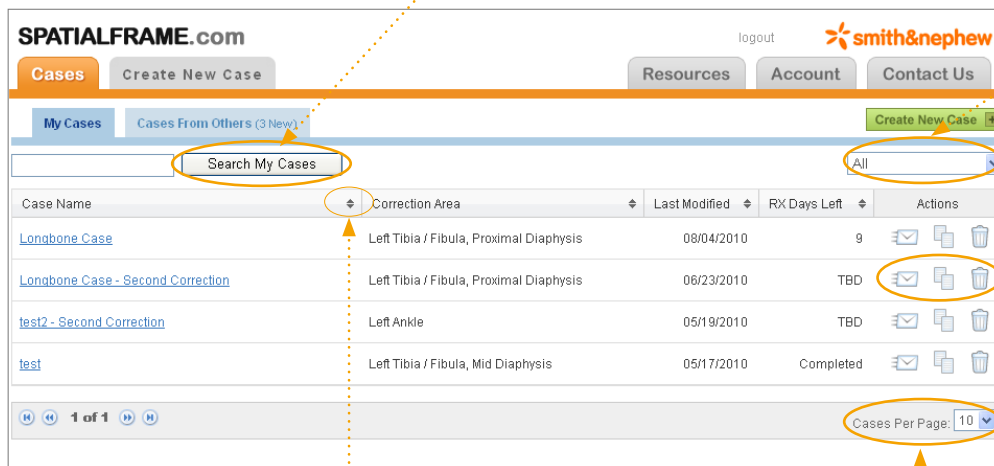 SPATIALFRAME.com logout smith&nephew
Cases Create New Case Resources Account Contact Us
My Cases Cases From Others (3 New) Create New Case +
Search My Cases All
Case Name Correction Area Last Modified RX Days Left Actions
Longbone Case Left Tibia / Fibula, Proximal Diaphysis 08/04/2010 9
Longbone Case - Second Correction Left Tibia / Fibula, Proximal Diaphysis 06/23/2010 TBD
test2 - Second Correction Left Ankle 05/19/2010 TBD
test Left Tibia / Fibula, Mid Diaphysis 05/17/2010 Completed
1 of 1 Cases Per Page: 10